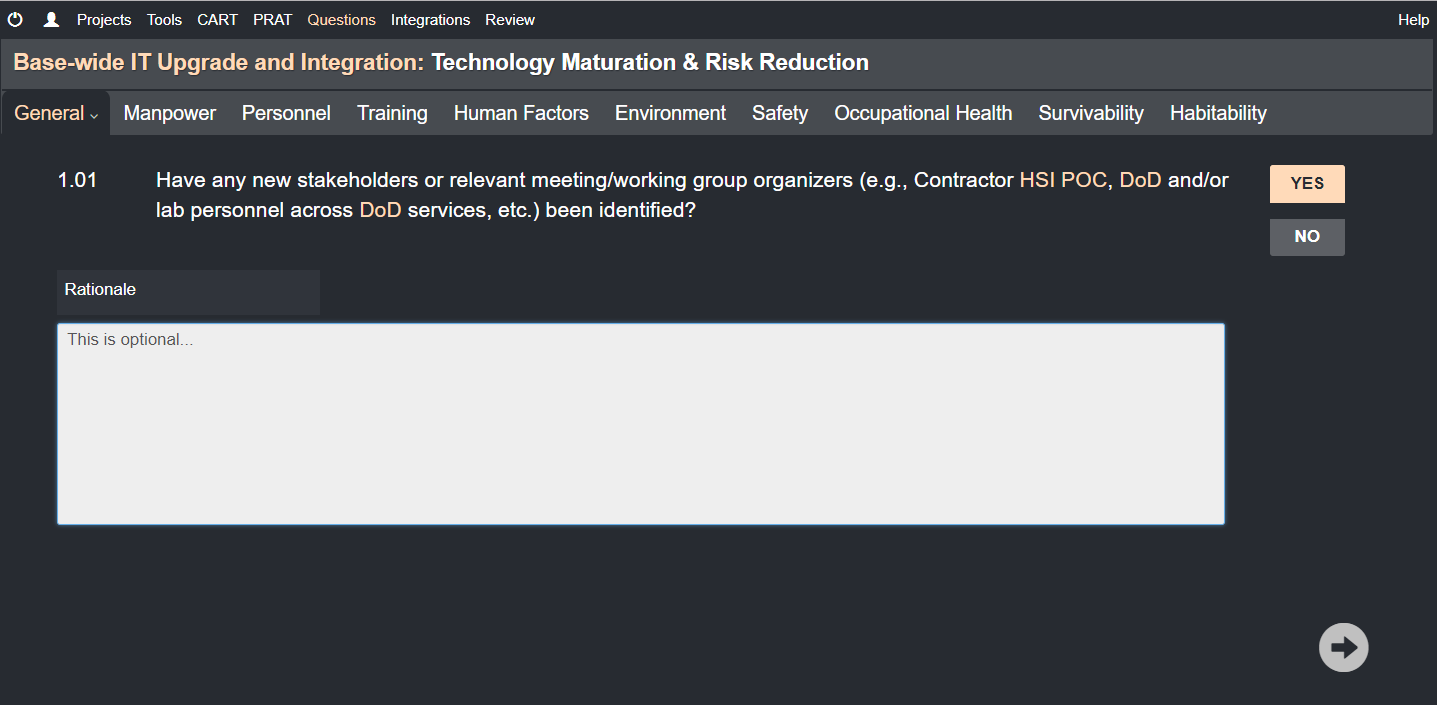 Projects Tools CART PRAT Questions Integrations Review Help
Base-wide IT Upgrade and Integration: Technology Maturation & Risk Reduction
General Manpower Personnel Training Human Factors Environment Safety Occupational Health Survivability Habitability
1.01 Have any new stakeholders or relevant meeting/working group organizers (e.g., Contractor HSI POC, DoD and/or
lab personnel across DoD services, etc.) been identified?
YES
NO
Rationale
This is optional...